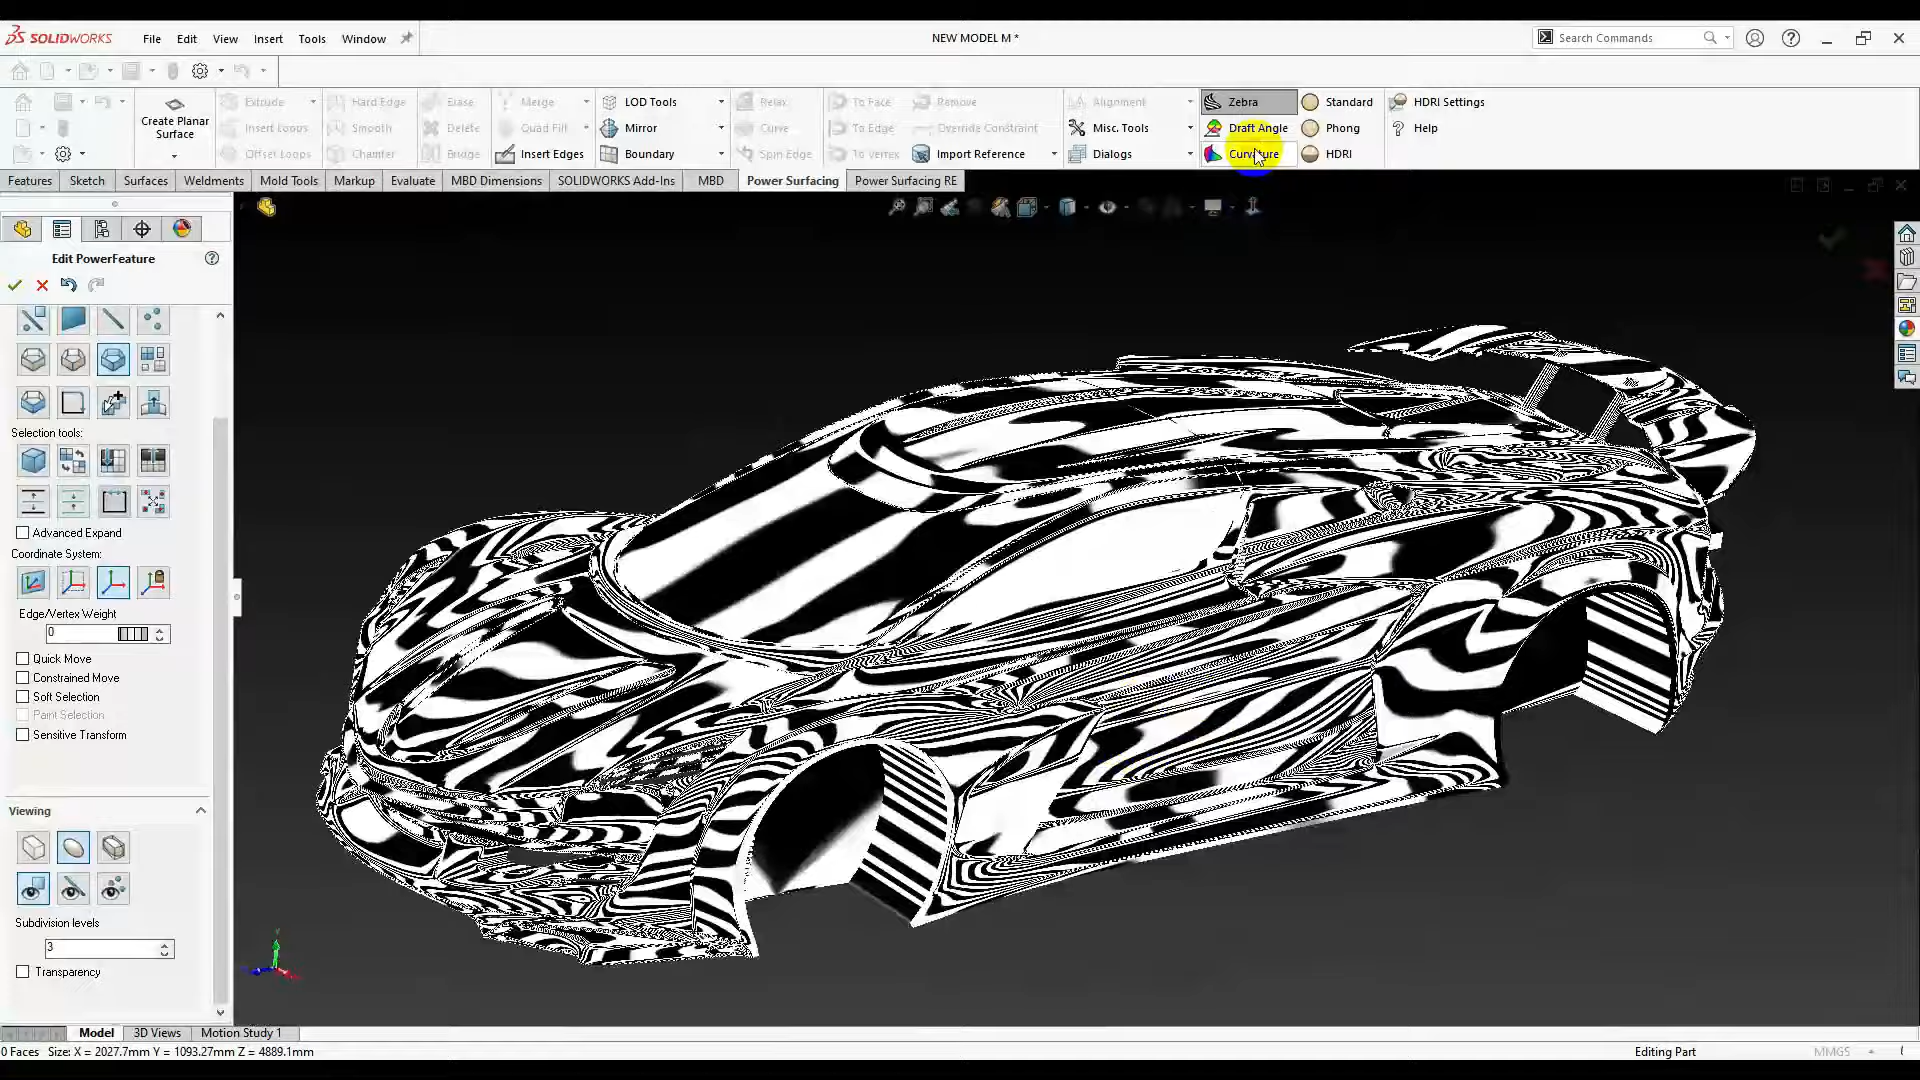 SOLIDWORKS File Edit View Insert Tools Window NEW MODEL M * Search Commands
Create Planar Surface
Extrude Hard Edge Erase Merge LOD Tools Relax To Face Remove Alignment Zebra Standard HDRI Settings
Insert Loops Smooth Delete Quad Fill Mirror Curve To Edge Override Constraint Misc. Tools Draft Angle Phong Help
Offset Loops Chamfer Bridge Insert Edges Boundary Spin Edge To vertex Import Reference Dialogs Curvature HDRI
Features Sketch Surfaces Weldments Mold Tools Markup Evaluate MBD Dimensions SOLIDWORKS Add-Ins MBD Power Surfacing Power Surfacing RE
Edit PowerFeature
Selection tools:
Advanced Expand
Coordinate System:
Edge/Vertex Weight
0
Quick Move
Constrained Move
Soft Selection
Paint Selection
Sensitive Transform
Viewing
Subdivision levels
3
Transparency
Model 3D Views Motion Study 1
0 Faces Size: X = 2027.7mm Y = 1093.27mm Z = 4889.1mm Editing Part MMGS